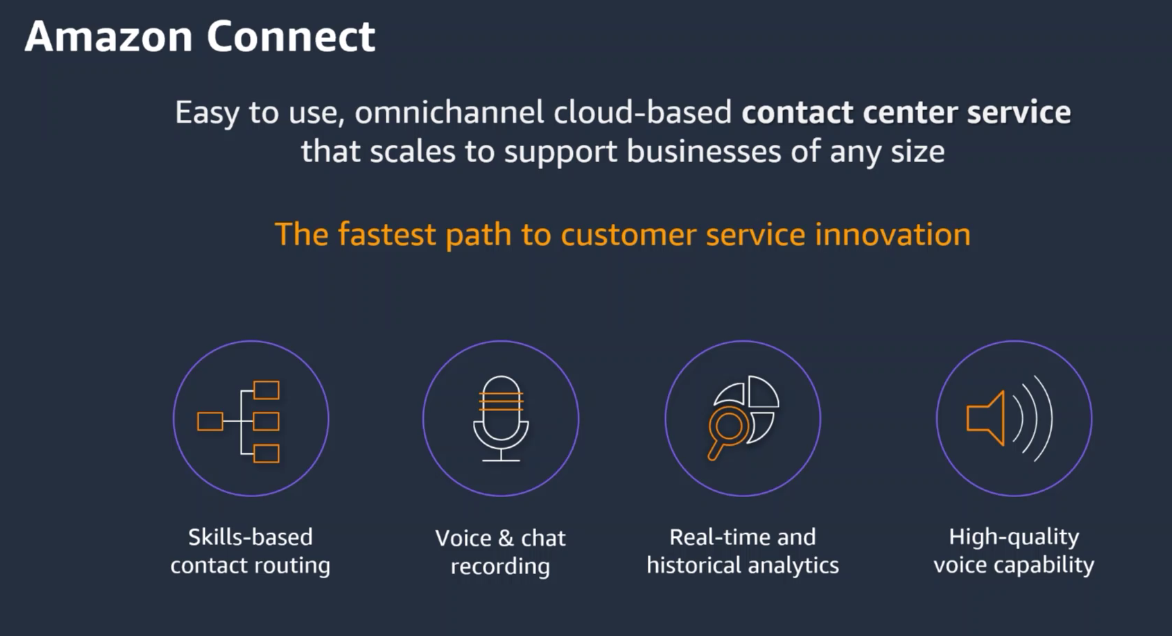 Amazon Connect
Easy to use, omnichannel cloud-based contact center service
that scales to support businesses of any size
The fastest path to customer service innovation
Skills-based
contact routing
Voice & chat
recording
Real-time and
historical analytics
High-quality
voice capability